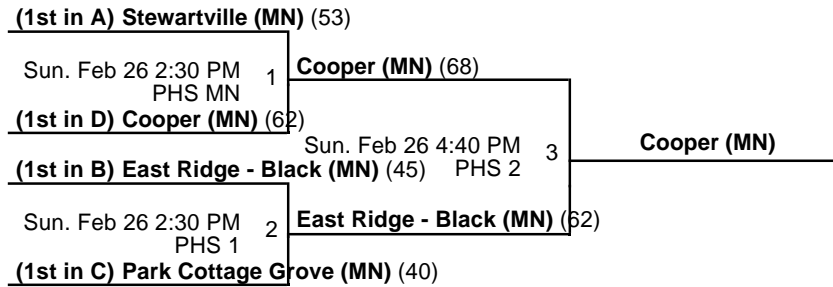 (1st in A) Stewartville (MN) (53)
Sun. Feb 26 2:30 PM
PHS MN
1
Cooper (MN) (68)
(1st in D) Cooper (MN) (62)
Sun. Feb 26 4:40 PM
PHS 2
3
Cooper (MN)
(1st in B) East Ridge - Black (MN) (45)
Sun. Feb 26 2:30 PM
PHS 1
2
East Ridge - Black (MN) (62)
(1st in C) Park Cottage Grove (MN) (40)